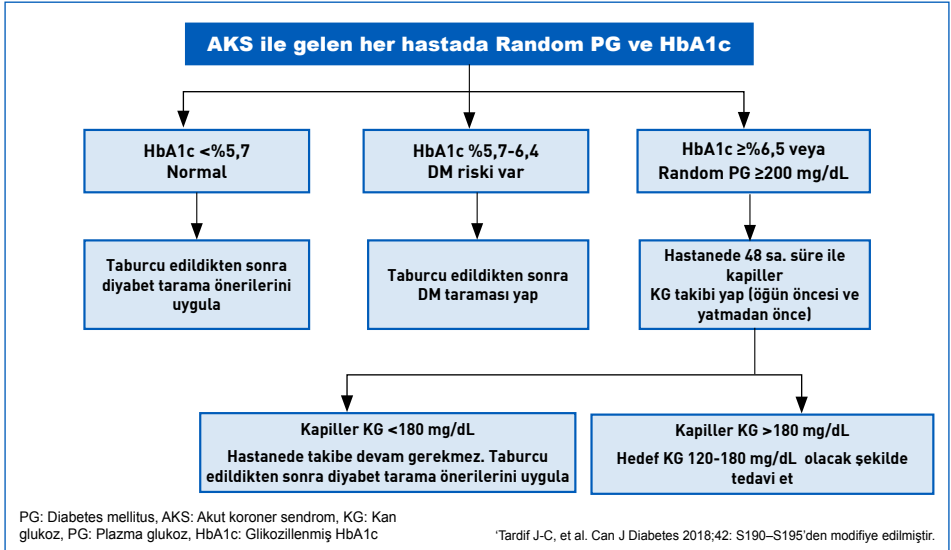 AKS ile gelen her hastada Random PG ve HbA1c
HbA1c <%5,7
Normal
HbA1c %5,7-6,4
DM riski var
HbA1c ≥%6,5 veya
Random PG ≥200 mg/dL
Taburcu edildikten sonra
diyabet tarama önerilerini
uygula
Taburcu edildikten sonra
DM taraması yap
Hastanede 48 sa. süre ile
kapiller
KG takibi yap (öğün öncesi ve
yatmadan önce)
Kapiller KG <180 mg/dL
Hastanede takibe devam gerekmez. Taburcu
edildikten sonra diyabet tarama önerilerini uygula
Kapiller KG >180 mg/dL
Hedef KG 120-180 mg/dL olacak şekilde
tedavi et
PG: Diabetes mellitus, AKS: Akut koroner sendrom, KG: Kan
glukoz, PG: Plazma glukoz, HbA1c: Glikozillenmiş HbA1c
'Tardif J-C, et al. Can J Diabetes 2018;42: S190–S195'den modifiye edilmiştir.